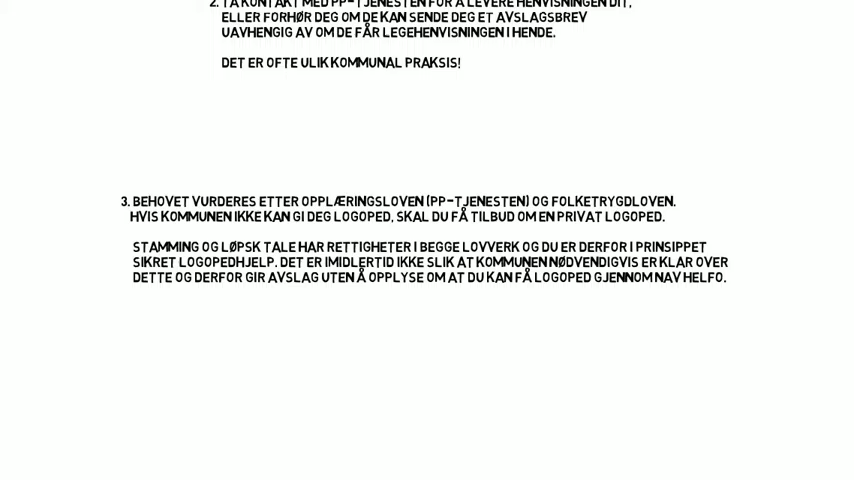 2. TA KONTAKT MED PP-TJENESTEN FOR Å LEVERE HENVISNINGEN DIT,
ELLER FORHØR DEG OM DE KAN SENDE DEG ET AVSLAGSBREV
UAVHENGIG AV OM DE FÅR LEGEHENVISNINGEN I HENDE.
DET ER OFTE ULIK KOMMUNAL PRAKSIS!
3. BEHOVET VURDERES ETTER OPPLÆRINGSLOVEN (PP-TJENESTEN) OG FOLKETRYGDLOVEN.
HVIS KOMMUNEN IKKE KAN GI DEG LOGOPED, SKAL DU FÅ TILBUD OM EN PRIVAT LOGOPED.
STAMMING OG LØPSK TALE HAR RETTIGHETER I BEGGE LOVVERK OG DU ER DERFOR I PRINSIPPET
SIKRET LOGOPEDHJELP. DET ER IMIDLERTID IKKE SLIK AT KOMMUNEN NØDVENDIGVIS ER KLAR OVER
DETTE OG DERFOR GIR AVSLAG UTEN Å OPPLYSE OM AT DU KAN FÅ LOGOPED GJENNOM NAV HELFO.